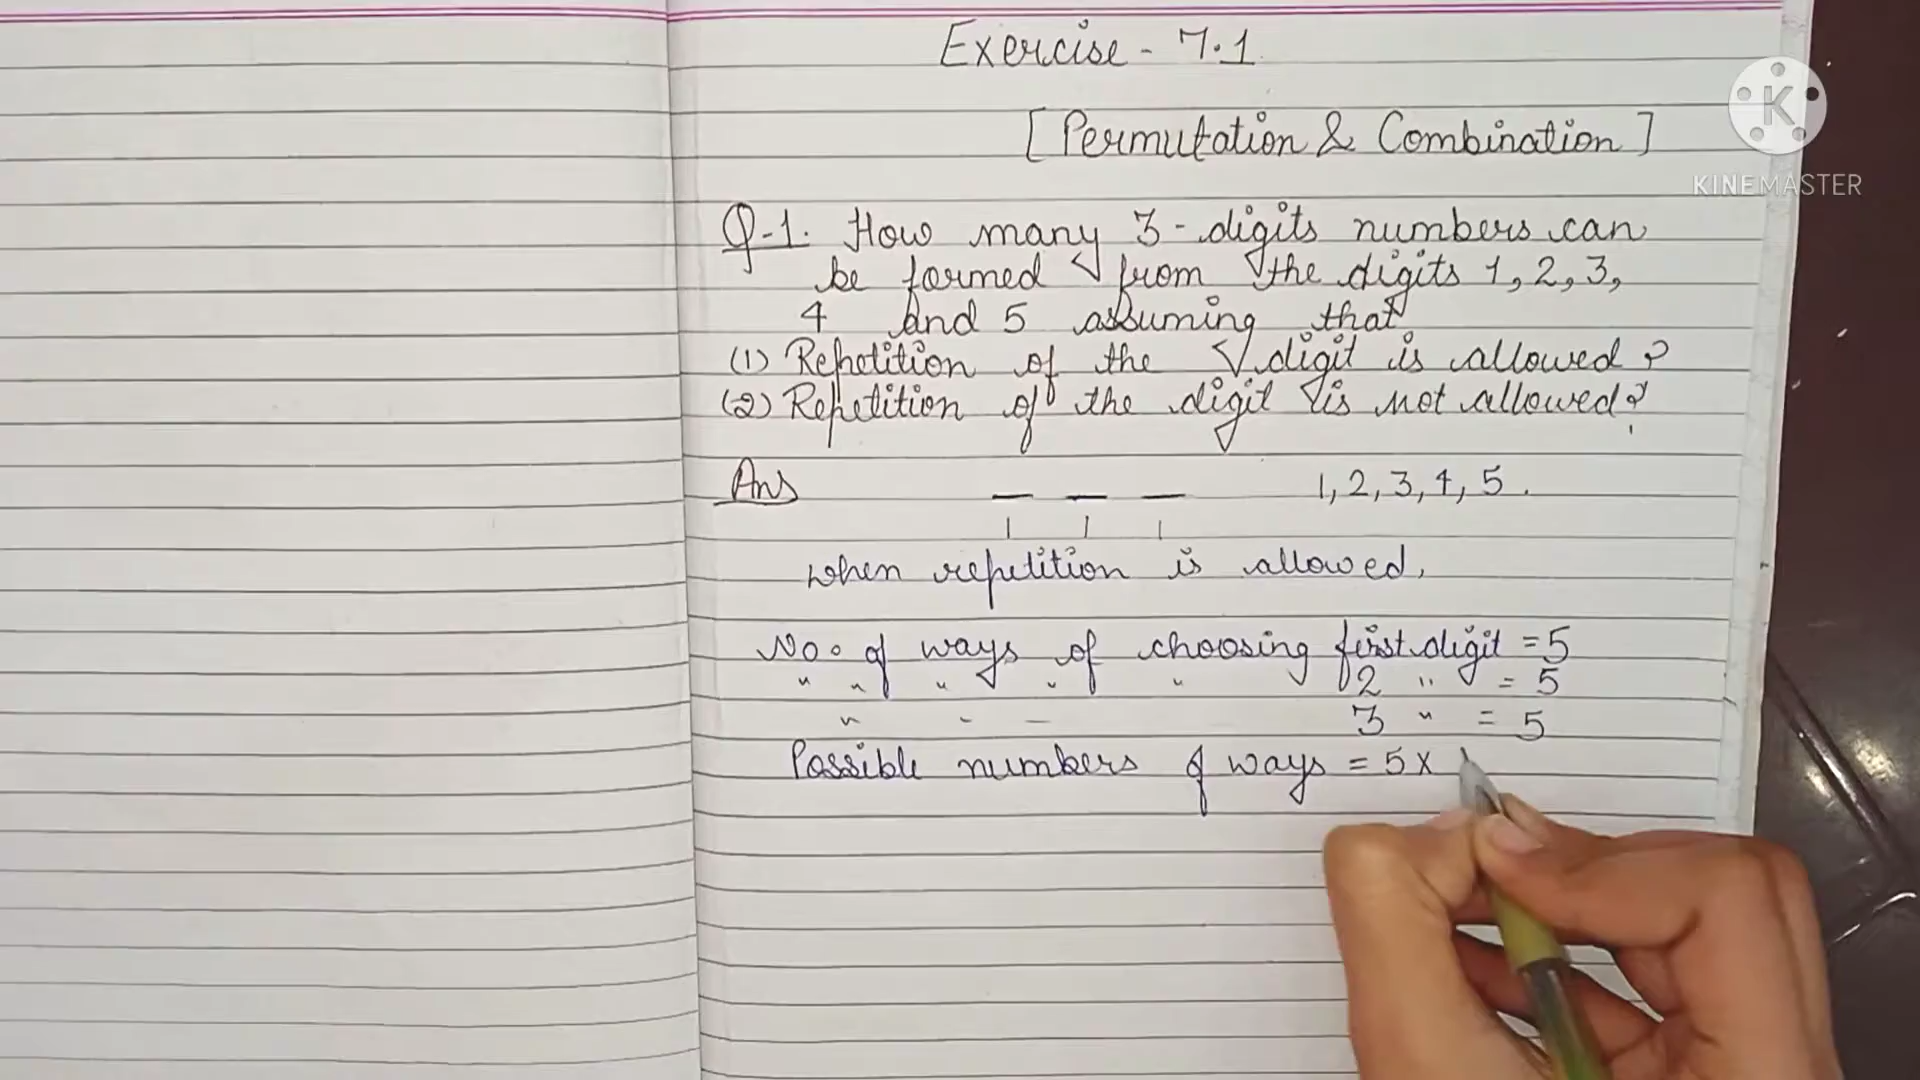 Exercise - 7.1
[Permutation & Combination]
KINEMASTER
Q-1. How many 3-digits numbers can
be formed from the digits 1, 2, 3,
4 and 5 assuming that
(1) Repetition of the digit is allowed?
(2) Repetition of the digit is not allowed?
Ans — — — 1, 2, 3, 4, 5.
when repetition is allowed,
No. of ways of choosing first digit = 5
" " " " " 2 " = 5
" " — 3 " = 5
Possible numbers of ways = 5 x